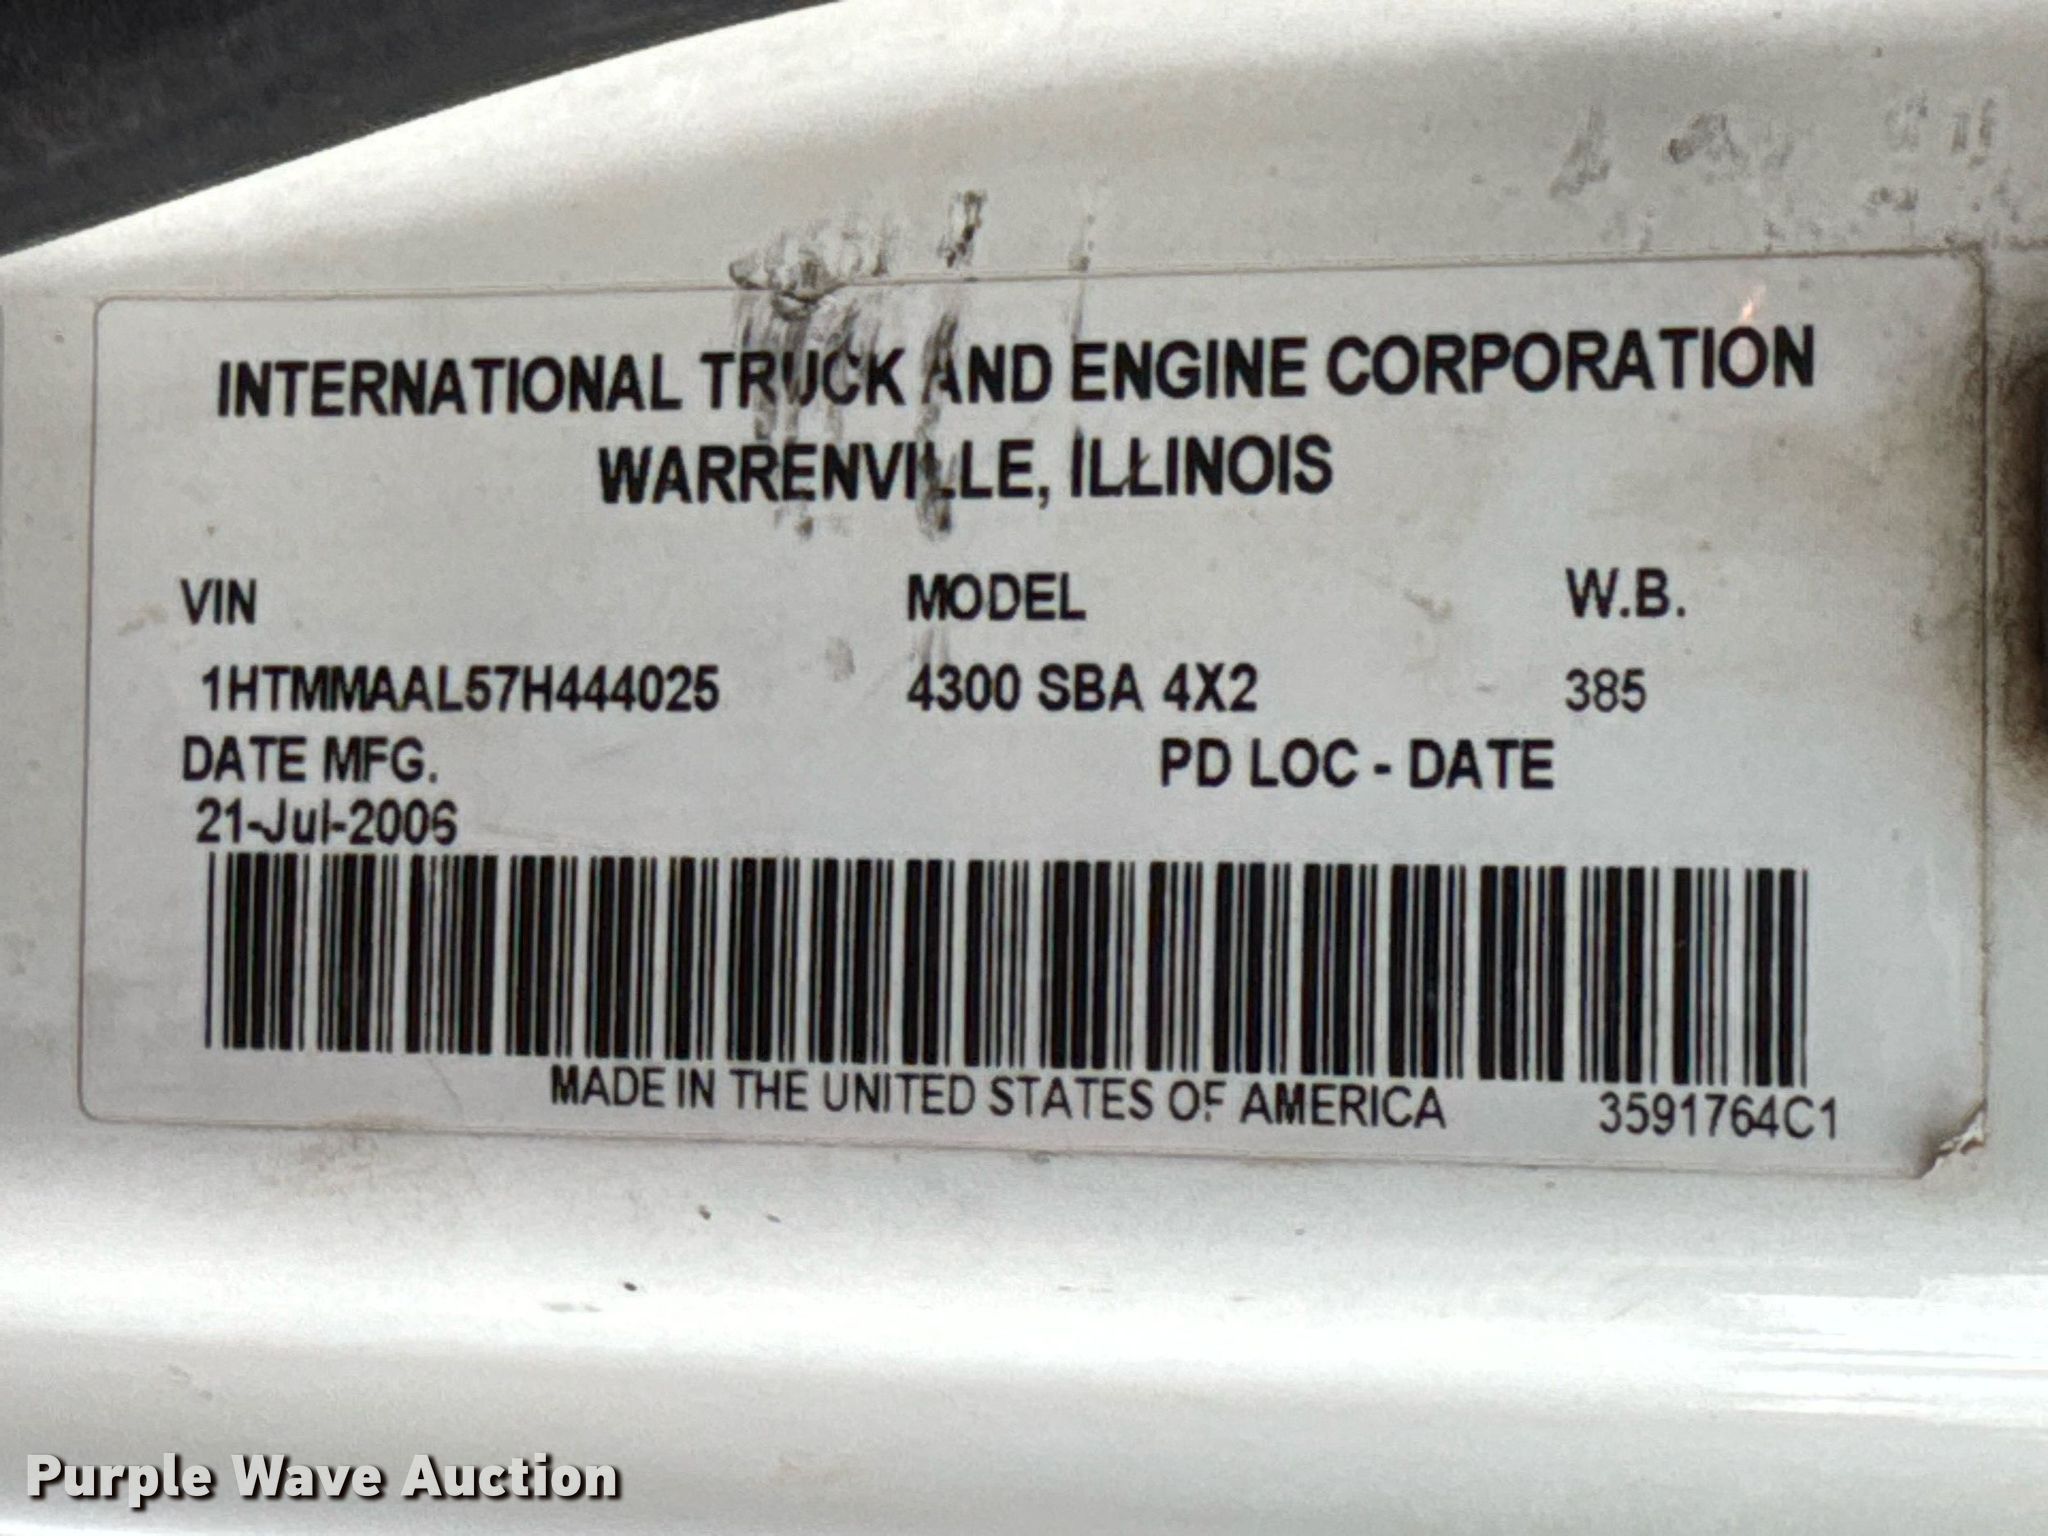 INTERNATIONAL TRUCK AND ENGINE CORPORATION
WARRENVILLE, ILLINOIS
VIN MODEL W.B.
1HTMMAAL57H444025 4300 SBA 4X2 385
DATE MFG. PD LOC - DATE
21-Jul-2006
MADE IN THE UNITED STATES OF AMERICA 3591764C1
Purple Wave Auction